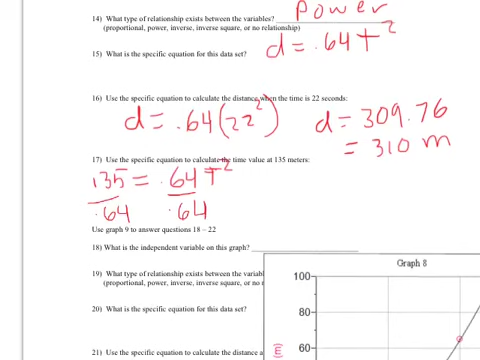 14) What type of relationship exists between the variables? power
(proportional, power, inverse, inverse square, or no relationship)
15) What is the specific equation for this data set? d = .64T²
16) Use the specific equation to calculate the distance when the time is 22 seconds:
d = .64(22²) d = 309.76
= 310 m
17) Use the specific equation to calculate the time value at 135 meters:
135 = .64T²
.64 .64
Use graph 9 to answer questions 18 – 22
18) What is the independent variable on this graph?
Graph 8
19) What type of relationship exists between the
(proportional, power, inverse, inverse square, or no
100
20) What is the specific equation for this data set?
80
21) Use the specific equation to calculate the distance
60
(m)